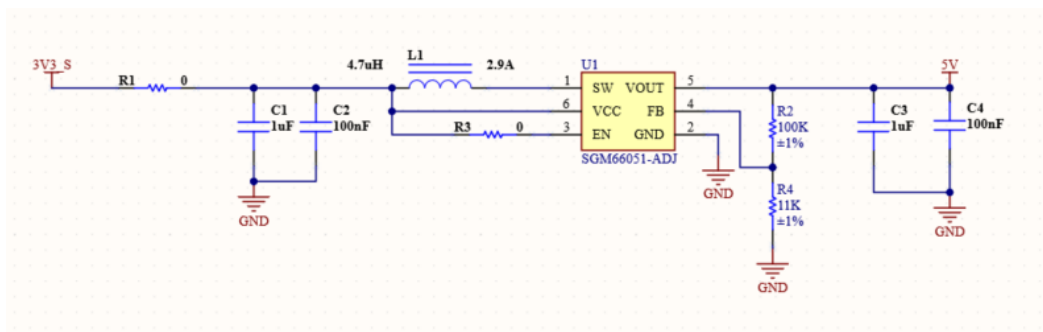 3V3_S
R1
0
C1
1uF
C2
100nF
4.7uH
L1
2.9A
R3
0
U1
1
SW
VOUT
5
6
VCC
FB
4
3
EN
GND
2
SGM66051-ADJ
GND
GND
R2
100K
±1%
R4
11K
±1%
GND
C3
1uF
5V
C4
100nF
GND